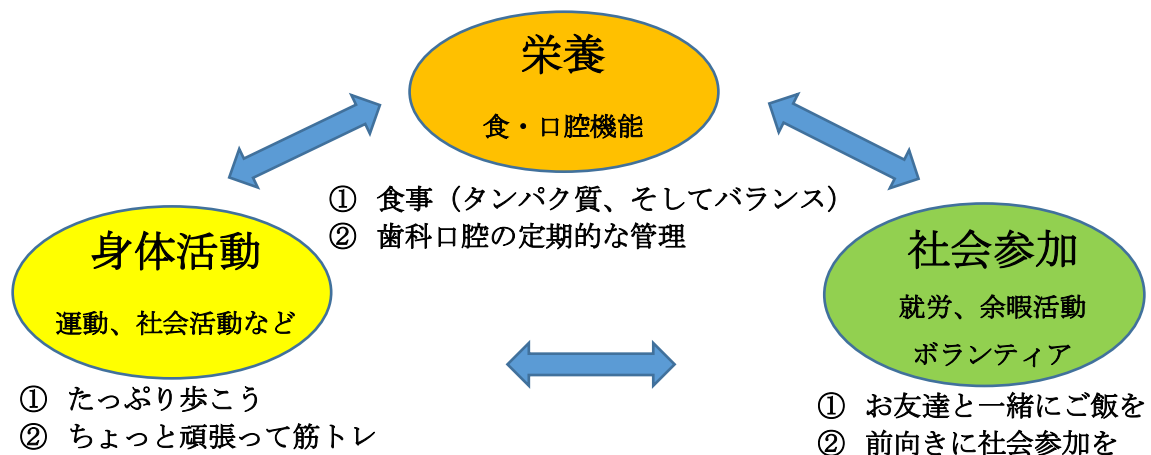 栄養
食・口腔機能
① 食事（タンパク質、そしてバランス）
② 歯科口腔の定期的な管理
身体活動
運動、社会活動など
① たっぷり歩こう
② ちょっと頑張って筋トレ
社会参加
就労、余暇活動
ボランティア
① お友達と一緒にご飯を
② 前向きに社会参加を